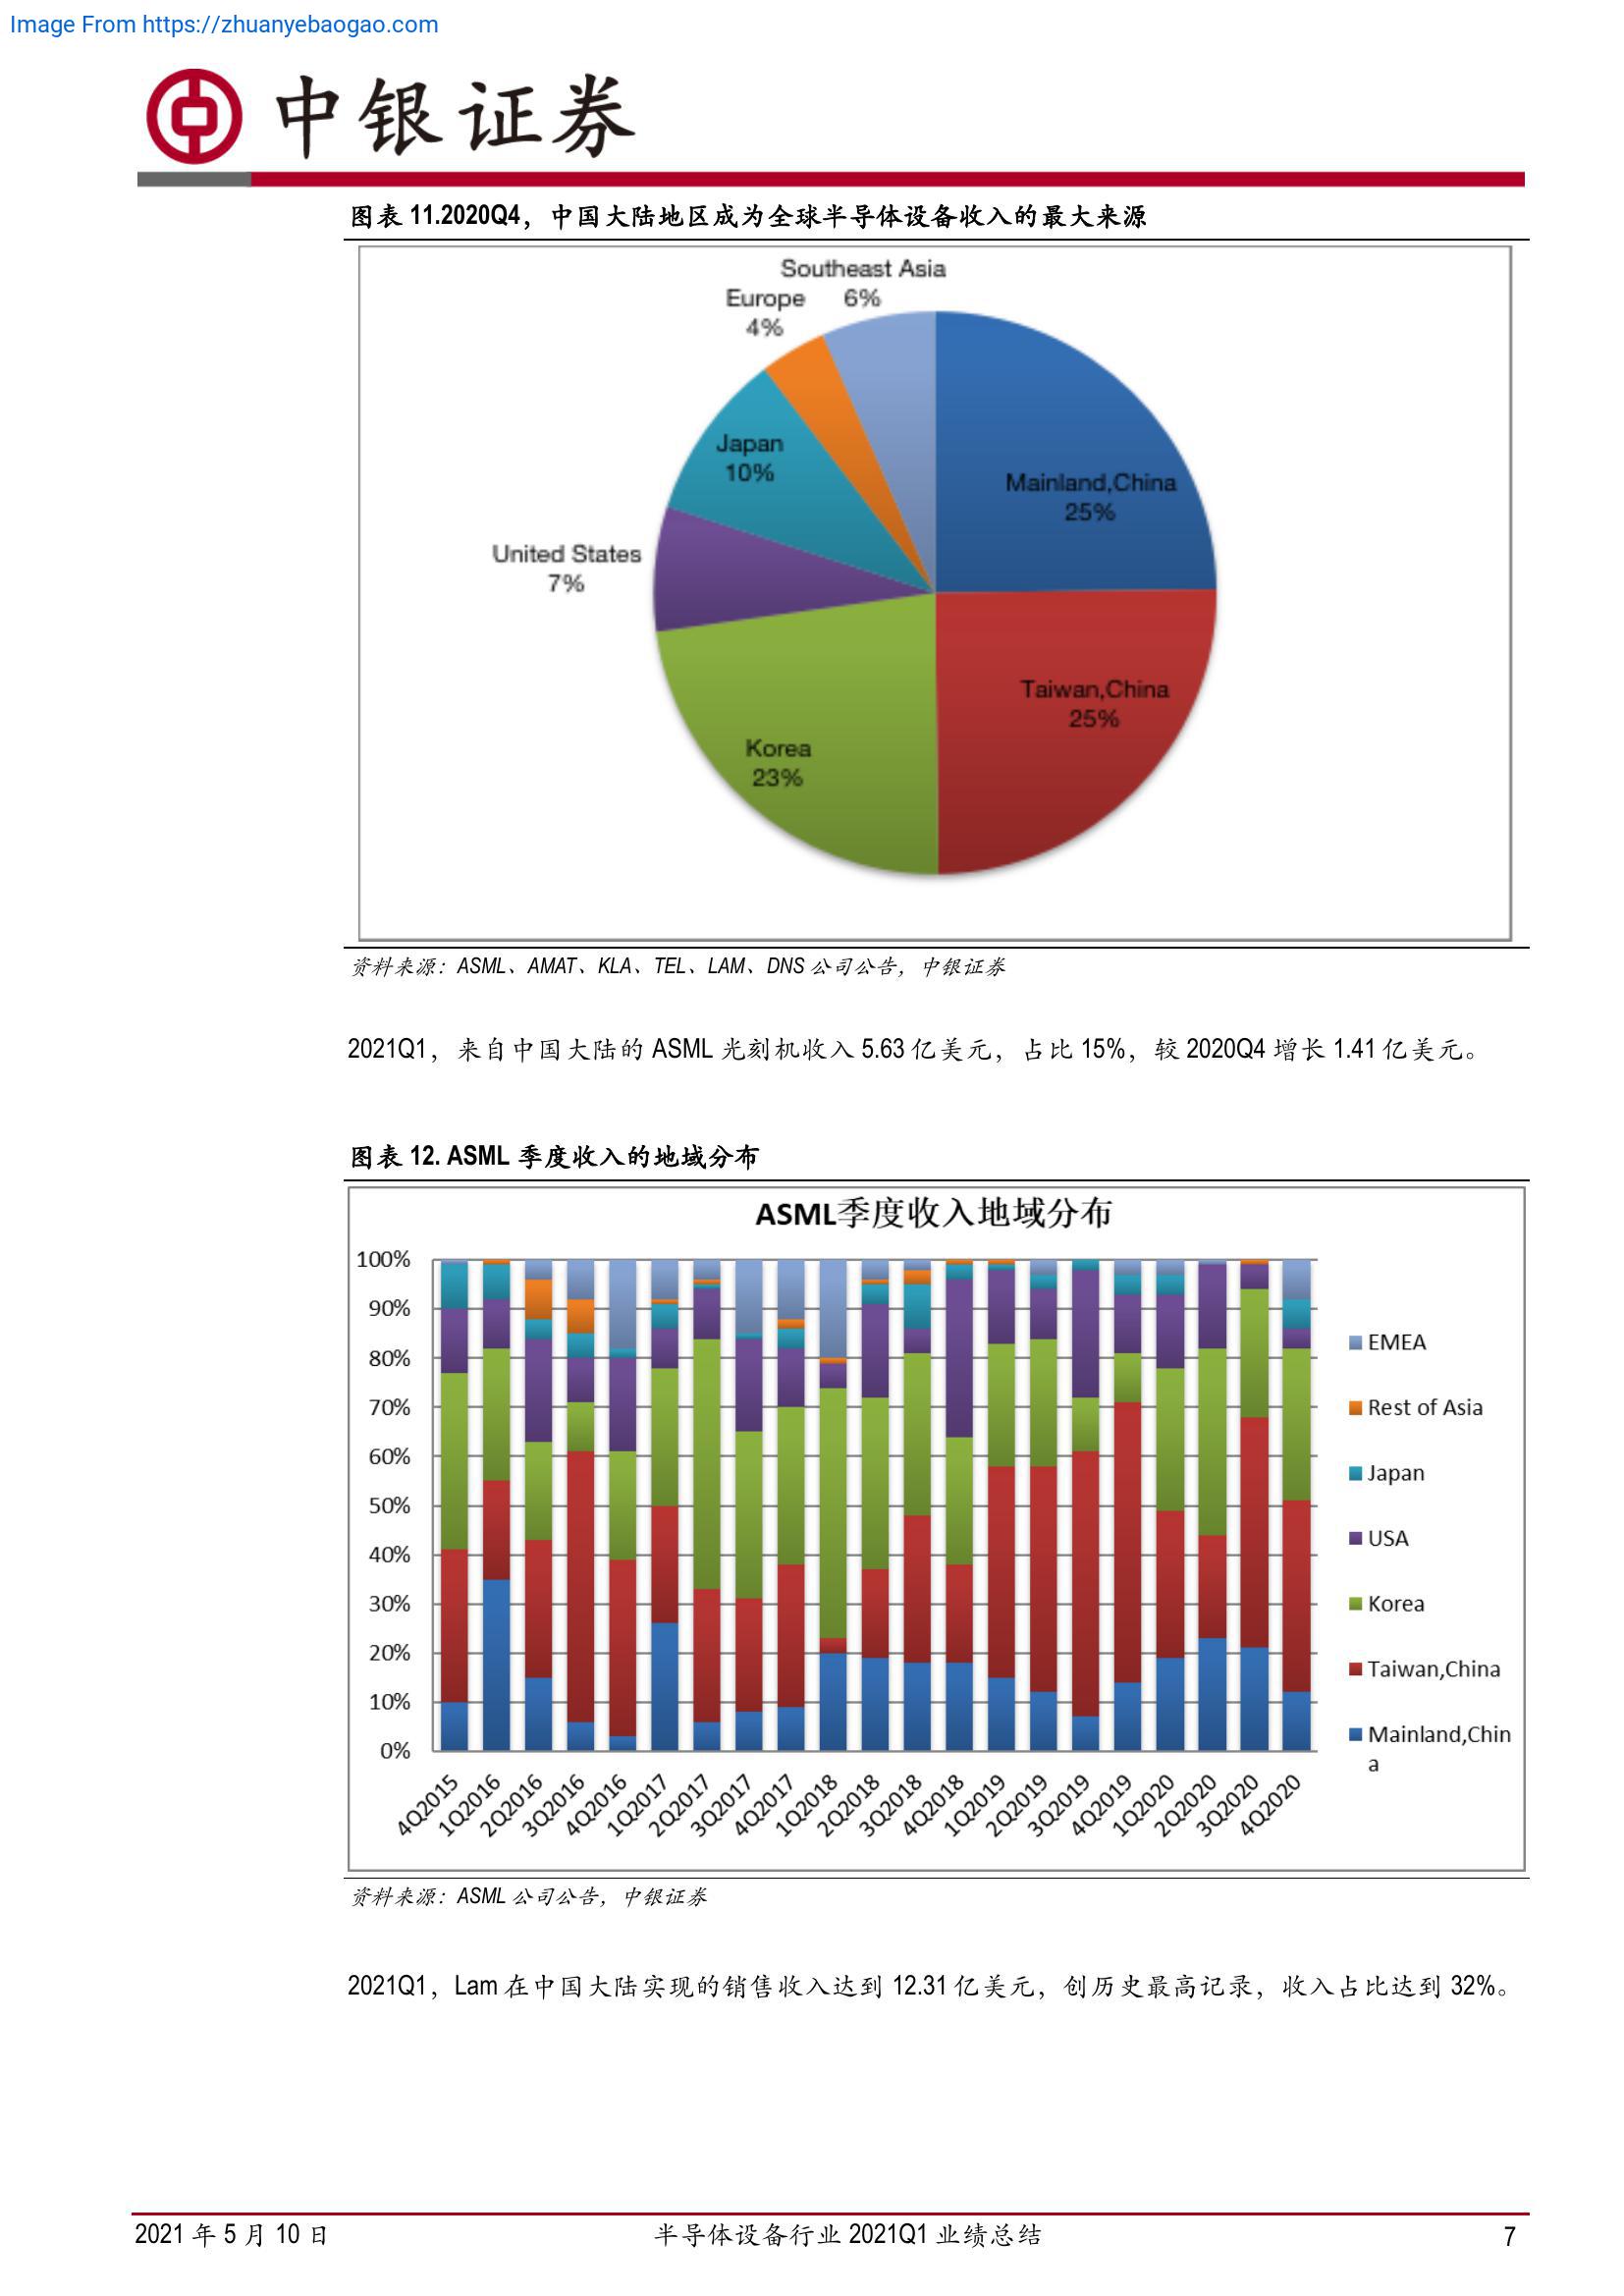 Image From https://zhuanyebaogao.com
中银证券
图表 11.2020Q4，中国大陆地区成为全球半导体设备收入的最大来源
Southeast Asia
6%
Europe
4%
Japan
10%
Mainland,China
25%
United States
7%
Taiwan,China
25%
Korea
23%
资料来源：ASML、AMAT、KLA、TEL、LAM、DNS 公司公告，中银证券
2021Q1，来自中国大陆的 ASML 光刻机收入 5.63 亿美元，占比 15%，较 2020Q4 增长 1.41 亿美元。
图表 12. ASML 季度收入的地域分布
ASML季度收入地域分布
100%
90%
80%
70%
60%
50%
40%
30%
20%
10%
0%
EMEA
Rest of Asia
Japan
USA
Korea
Taiwan,China
Mainland,Chin
a
4Q2015
1Q2016
2Q2016
3Q2016
4Q2016
1Q2017
2Q2017
3Q2017
4Q2017
1Q2018
2Q2018
3Q2018
4Q2018
1Q2019
2Q2019
3Q2019
4Q2019
1Q2020
2Q2020
3Q2020
4Q2020
资料来源：ASML 公司公告，中银证券
2021Q1，Lam 在中国大陆实现的销售收入达到 12.31 亿美元，创历史最高记录，收入占比达到 32%。
2021 年 5 月 10 日
半导体设备行业 2021Q1 业绩总结
7